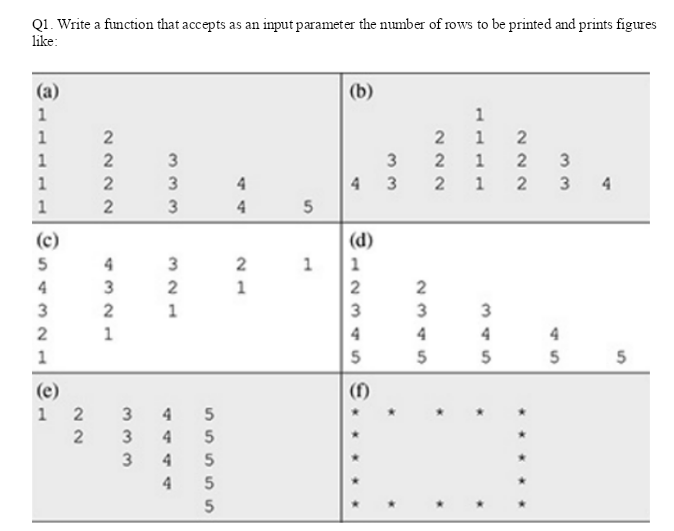 Q1. Write a function that accepts as an input parameter the number of rows to be printed and prints figures
like:
(a)
1
1 2
1 2 3
1 2 3 4
1 2 3 4 5
(b)
1
2 1 2
3 2 1 2 3
4 3 2 1 2 3 4
(c)
5 4 3 2 1
4 3 2 1
3 2 1
2 1
1
(d)
1
2 2
3 3 3
4 4 4 4
5 5 5 5 5
(e)
1 2 3 4 5
2 3 4 5
3 4 5
4 5
5
(f)
* * * * *
* *
* *
* *
* * * * *